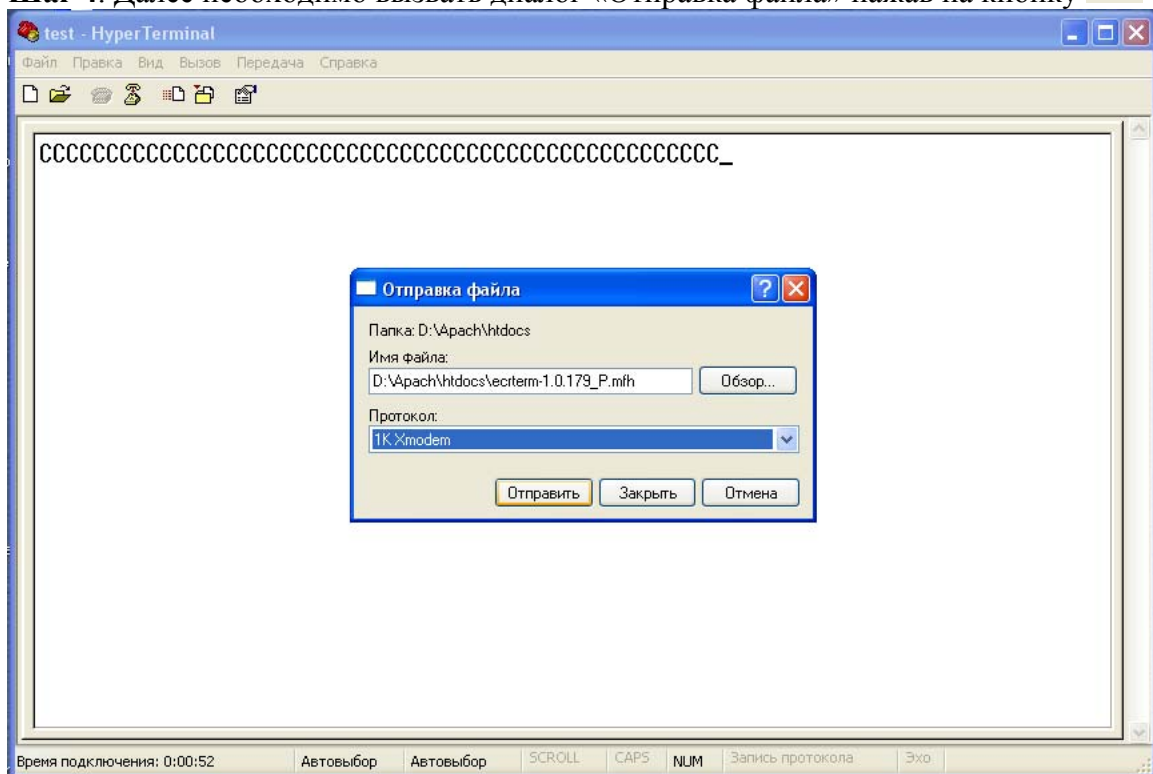 Шаг 4. Далее необходимо вызвать диалог «Отправка файла» нажав на кнопку
test - HyperTerminal
Файл Правка Вид Вызов Передача Справка
CCCCCCCCCCCCCCCCCCCCCCCCCCCCCCCCCCCCCCCCCCCCCCCCCCC_
Отправка файла
Папка: D:\Apach\htdocs
Имя файла:
D:\Apach\htdocs\ecrterm-1.0.179_P.mfh Обзор...
Протокол:
1K Xmodem
Отправить Закрыть Отмена
Время подключения: 0:00:52 Автовыбор Автовыбор SCROLL CAPS NUM Запись протокола Эхо